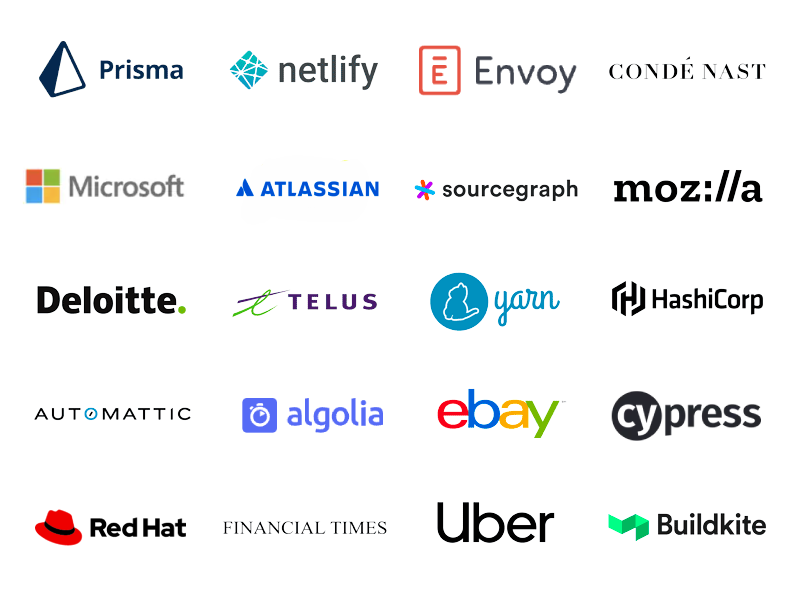 Prisma
netlify
Envoy
CONDÉ NAST
Microsoft
ATLASSIAN
sourcegraph
moz://a
Deloitte.
TELUS
yarn
HashiCorp
AUTOMATTIC
algolia
ebay
cypress
Red Hat
FINANCIAL TIMES
Uber
Buildkite